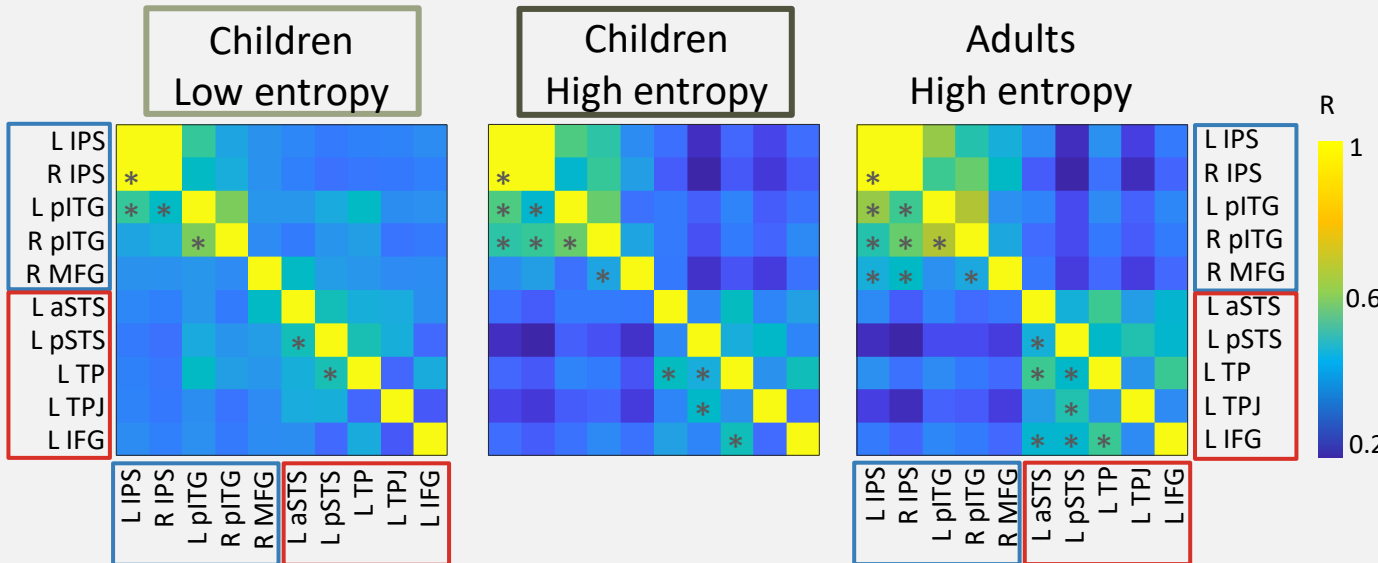 Children
Low entropy
Children
High entropy
Adults
High entropy
R
L IPS
R IPS
L pITG
R pITG
R MFG
L aSTS
L pSTS
L TP
L TPJ
L IFG
*
* *
*
*
*
*
* *
* * *
*
* *
*
*
*
* *
* * *
* * *
*
* *
*
* * *
L IPS
R IPS
L pITG
R pITG
R MFG
L aSTS
L pSTS
L TP
L TPJ
L IFG
1
0.6
0.2
L IPS
R IPS
L pITG
R pITG
R MFG
L aSTS
L pSTS
L TP
L TPJ
L IFG
L IPS
R IPS
L pITG
R pITG
R MFG
L aSTS
L pSTS
L TP
L TPJ
L IFG